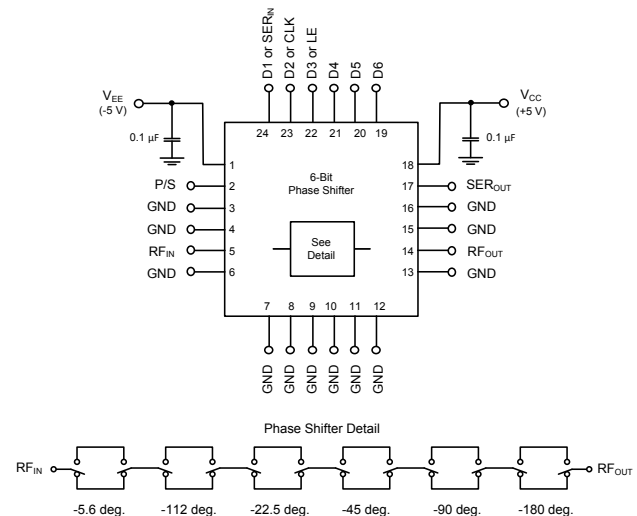 D1 or SERIN
D2 or CLK
D3 or LE
D4
D5
D6
VEE
(-5 V)
VCC
(+5 V)
0.1 µF
0.1 µF
24 23 22 21 20 19
1
18
6-Bit
Phase Shifter
P/S 2
17 SEROUT
GND 3
16 GND
GND 4
15 GND
See
Detail
RFIN 5
14 RFOUT
GND 6
13 GND
7 8 9 10 11 12
GND GND GND GND GND GND
Phase Shifter Detail
RFIN
RFOUT
-5.6 deg. -112 deg. -22.5 deg. -45 deg. -90 deg. -180 deg.